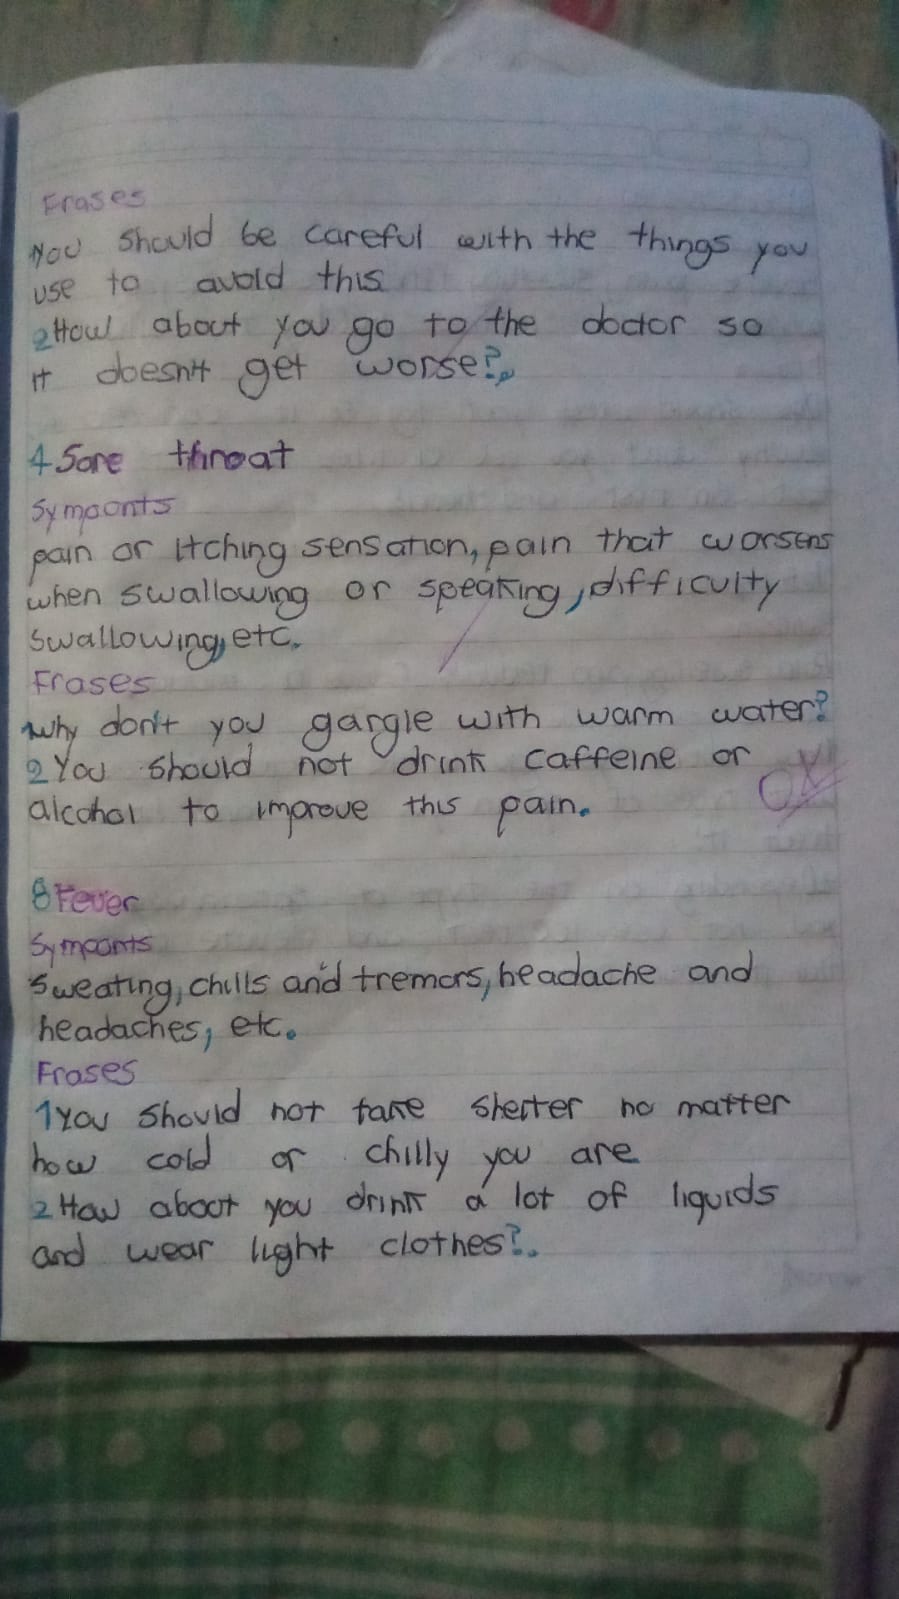 Frases
You should be careful with the things you
use to avoid this
2 How about you go to the doctor so
it doesn't get worse?
4 Sore throat
Sympoonts
pain or itching sensation, pain that worsens
when swallowing or speaking, difficulty
swallowing, etc.
Frases
1 why don't you gargle with warm water?
2 You should not drink caffeine or
alcohol to improve this pain.
OK
8 Fever
Sympoonts
Sweating, chills and tremors, headache and
headaches, etc.
Frases
1 You should not take shelter no matter
how cold or chilly you are
2 How about you drink a lot of liquids
and wear light clothes?.